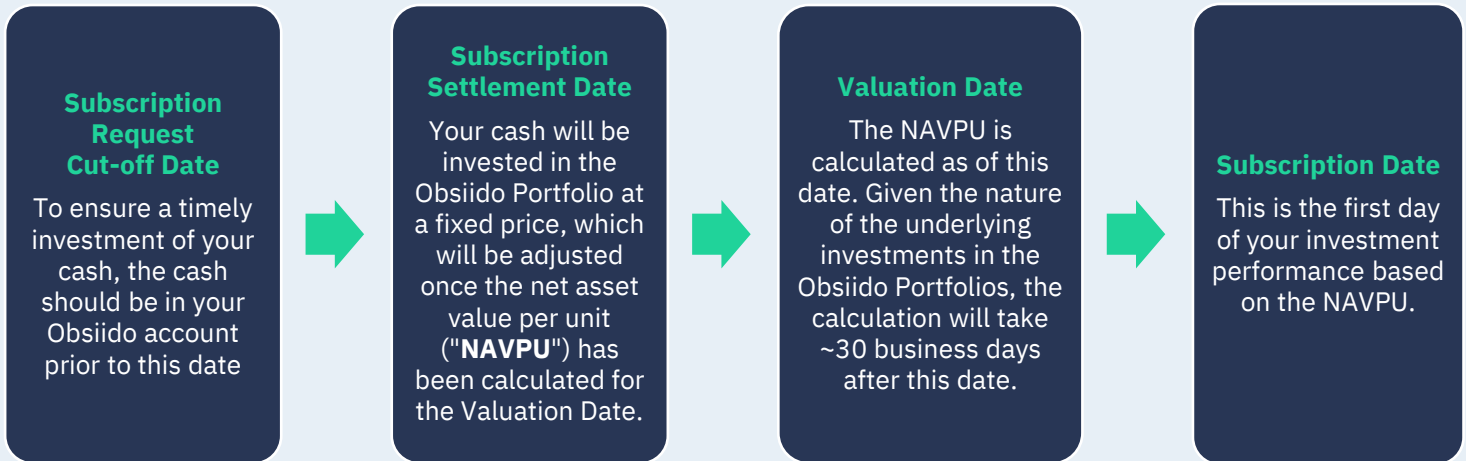 Subscription
Request
Cut-off Date
To ensure a timely
investment of your
cash, the cash
should be in your
Obsiido account
prior to this date
Subscription
Settlement Date
Your cash will be
invested in the
Obsiido Portfolio at
a fixed price, which
will be adjusted
once the net asset
value per unit
("NAVPU") has
been calculated for
the Valuation Date.
Valuation Date
The NAVPU is
calculated as of this
date. Given the nature
of the underlying
investments in the
Obsiido Portfolios, the
calculation will take
~30 business days
after this date.
Subscription Date
This is the first day
of your investment
performance based
on the NAVPU.